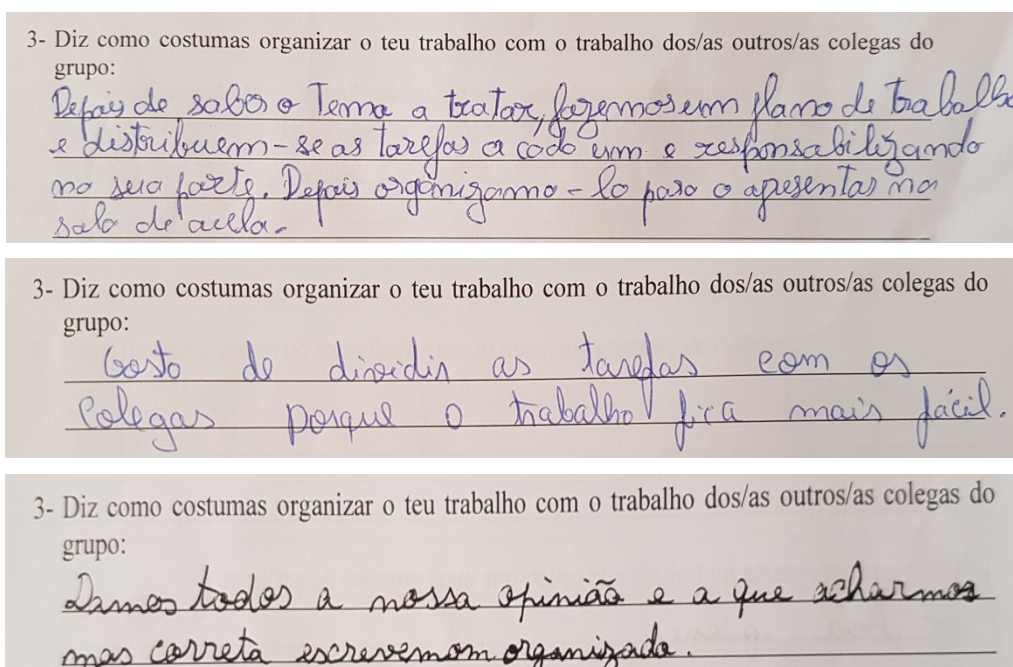 3- Diz como costumas organizar o teu trabalho com o trabalho dos/as outros/as colegas do
grupo:
Depois de saber o Tema a tratar, fazemos um plano de trabalho
e distribuem-se as tarefas a cada um e responsabilizando
na sua parte. Depois organizamo-lo para o apresentar na
sala de aula.
3- Diz como costumas organizar o teu trabalho com o trabalho dos/as outros/as colegas do
grupo:
Gosto de dividir as tarefas com os
colegas porque o trabalho fica mais fácil.
3- Diz como costumas organizar o teu trabalho com o trabalho dos/as outros/as colegas do
grupo:
Damos todos a nossa opinião e a que acharmos
mas correta escrevemom organizada.